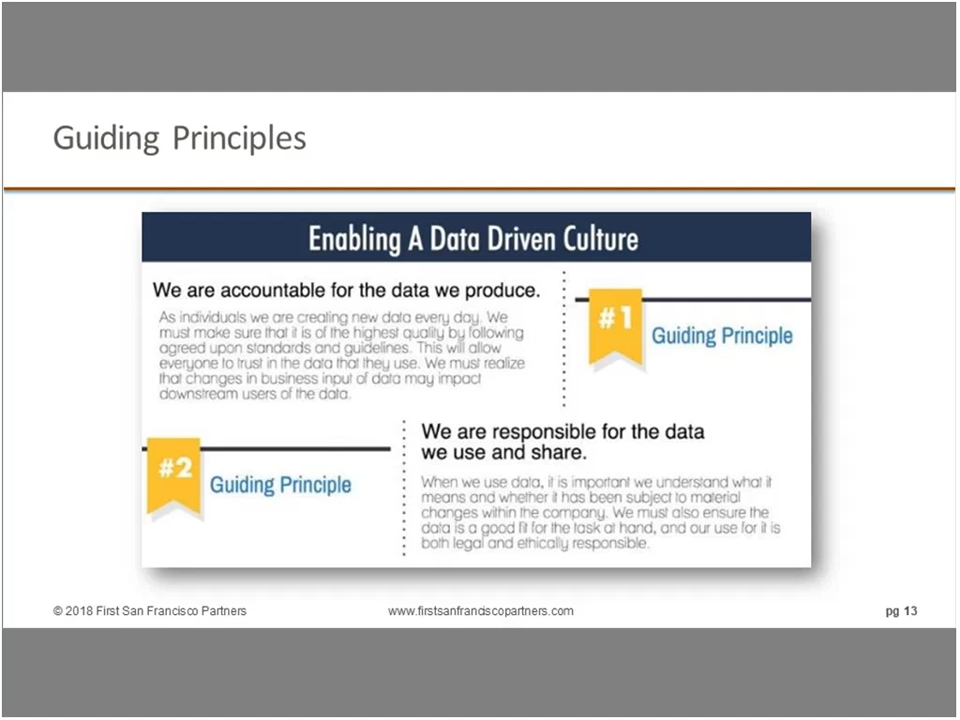 Guiding Principles
Enabling A Data Driven Culture
We are accountable for the data we produce.
As individuals we are creating new data every day. We
must make sure that it is of the highest quality by following
agreed upon standards and guidelines. This will allow
everyone to trust in the data that they use. We must realize
that changes in business input of data may impact
downstream users of the data.
#1
Guiding Principle
#2
Guiding Principle
We are responsible for the data
we use and share.
When we use data, it is important we understand what it
means and whether it has been subject to material
changes within the company. We must also ensure the
data is a good fit for the task at hand, and our use for it is
both legal and ethically responsible.
© 2018 First San Francisco Partners
www.firstsanfranciscopartners.com
pg 13